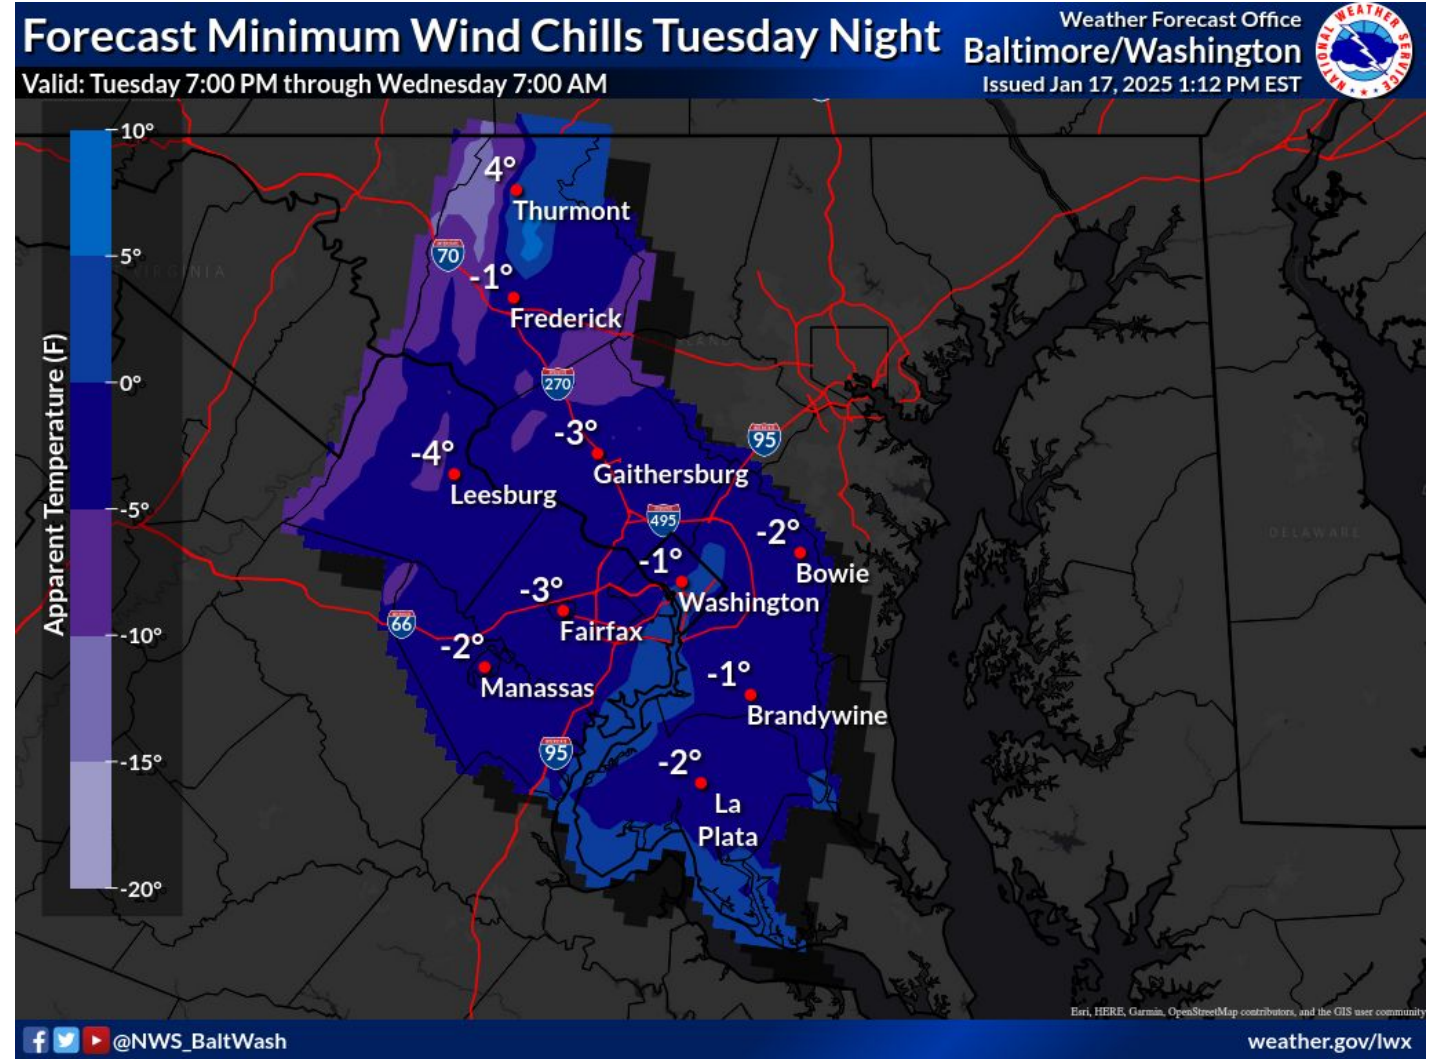 Forecast Minimum Wind Chills Tuesday Night
Valid: Tuesday 7:00 PM through Wednesday 7:00 AM
Weather Forecast Office
Baltimore/Washington
Issued Jan 17, 2025 1:12 PM EST
NATIONAL WEATHER SERVICE
Apparent Temperature (F)
10°
5°
0°
-5°
-10°
-15°
-20°
4°
Thurmont
70
-1°
Frederick
270
-3°
Gaithersburg
95
-4°
Leesburg
495
-2°
Bowie
-1°
Washington
-3°
Fairfax
66
-2°
Manassas
-1°
Brandywine
95
-2°
La
Plata
DELAWARE
Esri, HERE, Garmin, OpenStreetMap contributors, and the GIS user community
@NWS_BaltWash
weather.gov/lwx